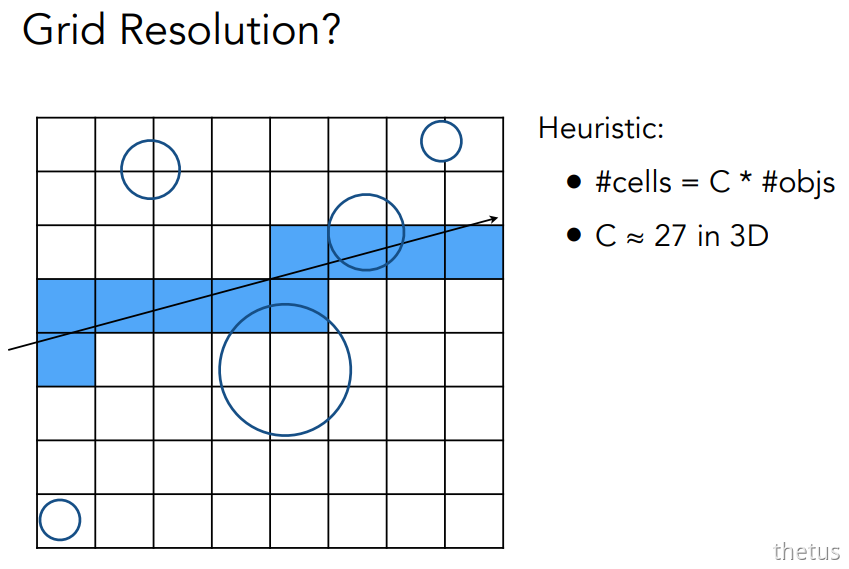 Grid Resolution?
Heuristic:
● #cells = C * #objs
● C ≈ 27 in 3D
thetus